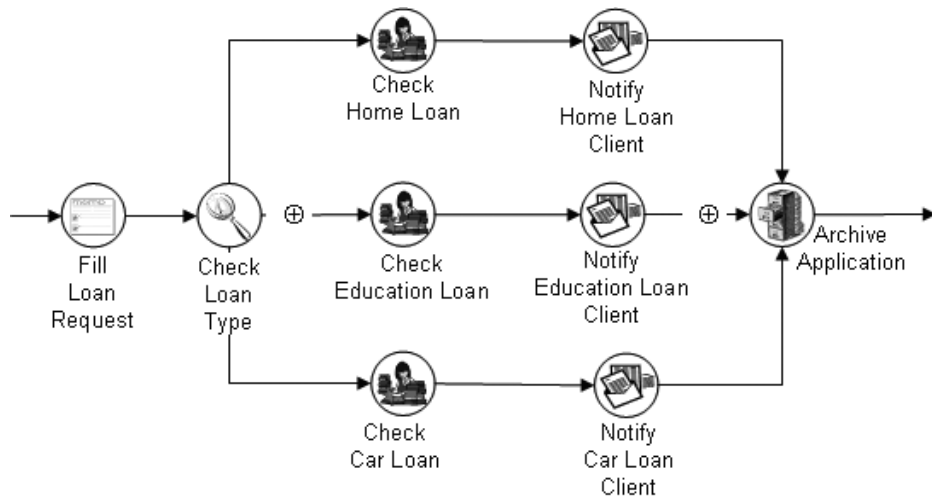 Check
Home Loan
Notify
Home Loan
Client
memo
Fill
Loan
Request
Check
Loan
Type
Check
Education Loan
Notify
Education Loan
Client
Archive
Application
Check
Car Loan
Notify
Car Loan
Client